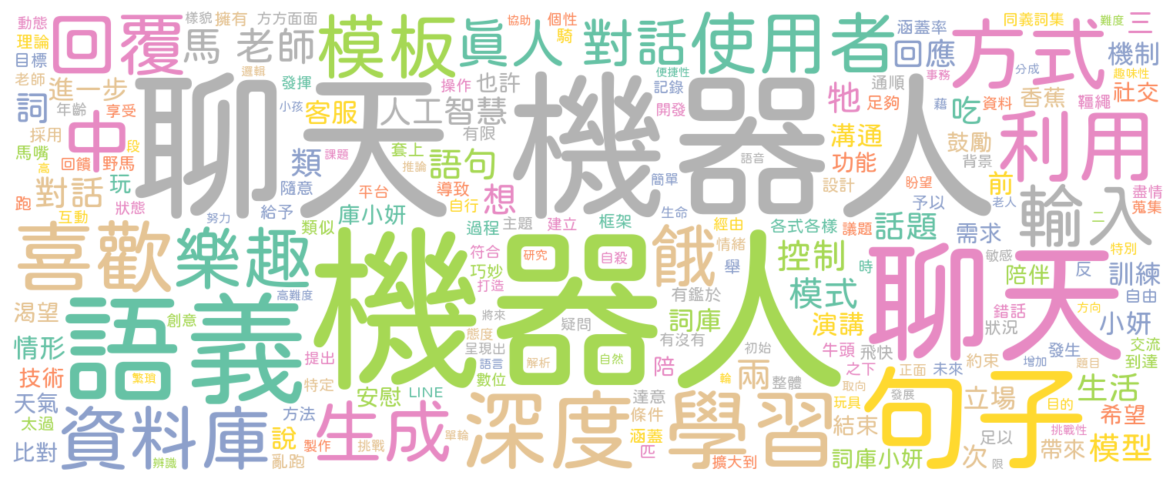 動態
樣貌
擁有
方方面面
理論
目標
回覆
馬
老師
模板
真人
對話
使用者
涵蓋率
個性
騎
協助
回應
方式
同義詞集
難度
三
機制
趣味性
社交
老師
進一步
邏輯
發揮
操作
也許
便捷性
記錄
通順
事務
分成
詞
年齡
享受
小孩
客服
人工智慧
開發
牠
足夠
藉
吃
資料
香蕉
韁繩
採用
中
段
有限
聊天機器人
語音
溝通
鼓勵
利用
馬嘴
回饋
野馬
類
課題
套上
推論
語句
簡單
功能
背景
高
對話
玩
隨意
平台
導致
想
設計
盼望
前
盡情
跑
狀態
給予
自行
生命
予以
老人
蒐集
互動
努力
庫小妍
主題
建立
框架
經由
各式各樣
議題
話題
輸入
二
喜歡
樂趣
類似
過程
符合
研究
自殺
餓
情緒
舉
控制
時
需求
敏感
特別
陪伴
反
訓練
渴望
高難度
巧妙
打造
機器人
有鑑於
模式
聊天
自由
錯話
方向
語義
創意
將來
疑問
有沒有
詞庫
演講
狀況
小妍
情形
態度
呈現出
語言
解析
自然
陪
初始
牛頭
飛快
約束
發生
交流
到達
技術
繁瑣
提出
特定
數位
輪
兩
整體
之下
正面
未來
增加
題目
天氣
安慰
LINE
達意
取向
玩具
發展
句子
立場
目的
生活
希望
太過
資料庫
方法
生成
深度
學習
條件
結束
挑戰性
比對
辨識
說
亂跑
製作
挑戰
單輪
涵蓋
匹
擴大到
詞庫小妍
足以
次
限
帶來
模型